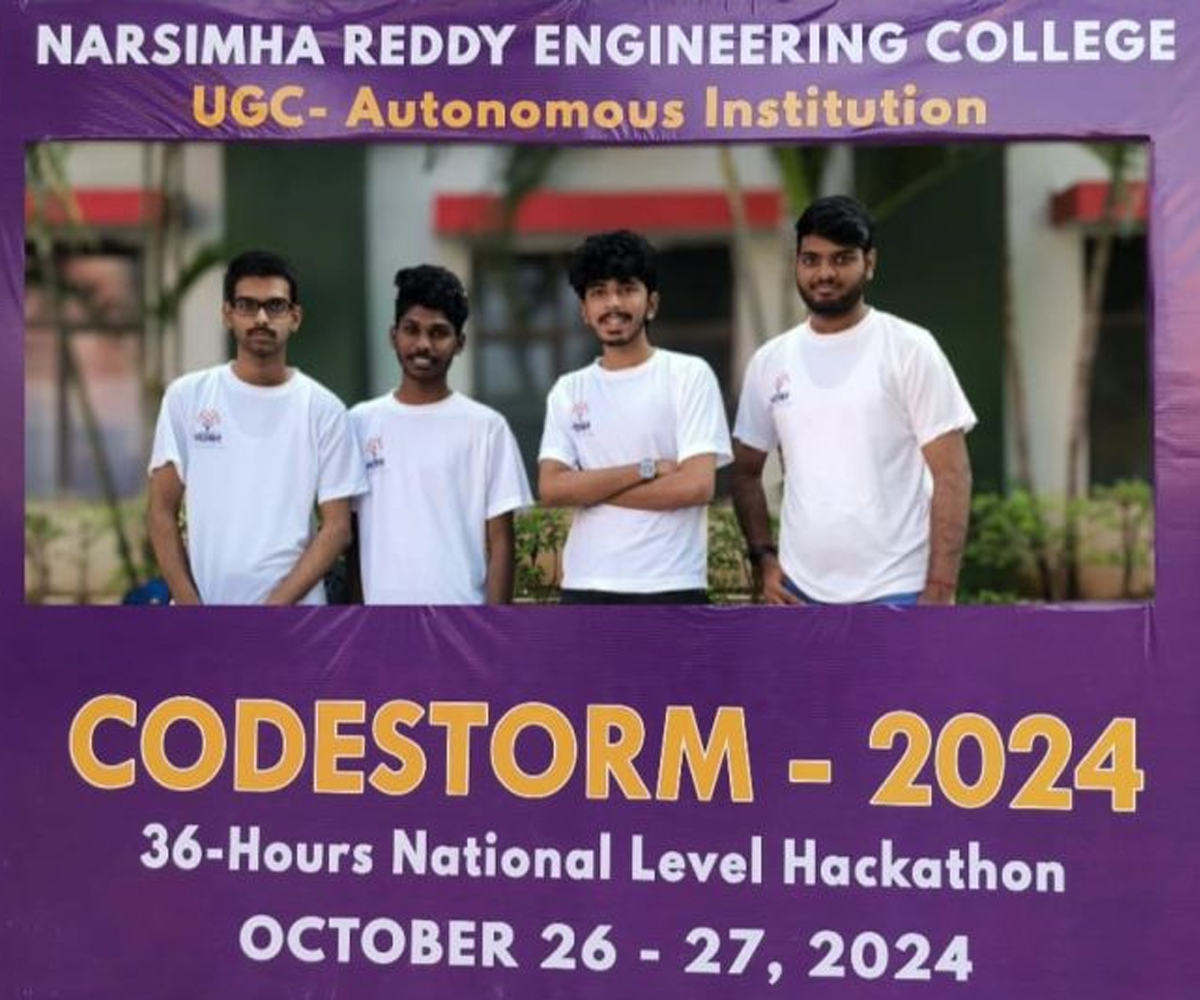 NARSIMHA REDDY ENGINEERING COLLEGE
UGC- Autonomous Institution
CODESTORM - 2024
36-Hours National Level Hackathon
OCTOBER 26 - 27, 2024